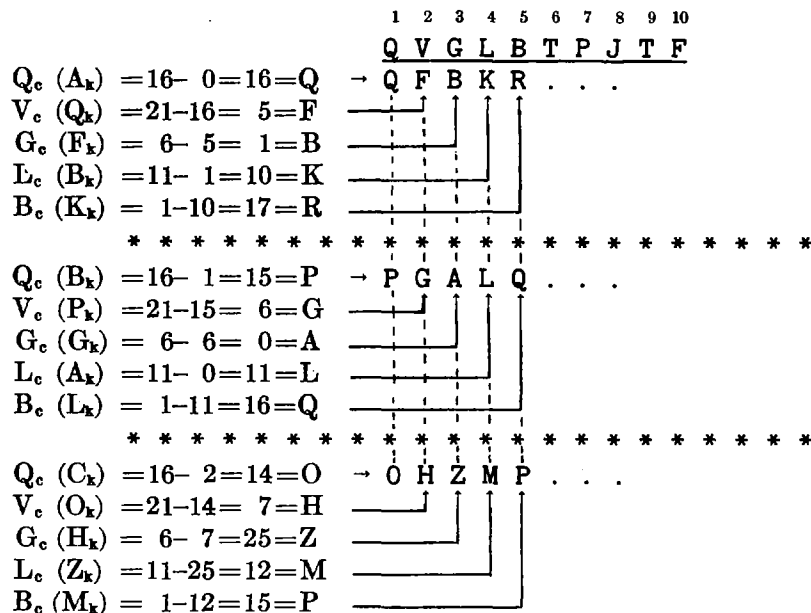 1 2 3 4 5 6 7 8 9 10
Q V G L B T P J T F
Qc (Ak) =16– 0=16=Q → Q F B K R . . .
Vc (Qk) =21–16= 5=F
Gc (Fk) = 6– 5= 1=B
Lc (Bk) =11– 1=10=K
Bc (Kk) = 1–10=17=R
* * * * * * * * * * * * * * * * * * * * * *
Qc (Bk) =16– 1=15=P → P G A L Q . . .
Vc (Pk) =21–15= 6=G
Gc (Gk) = 6– 6= 0=A
Lc (Ak) =11– 0=11=L
Bc (Lk) = 1–11=16=Q
* * * * * * * * * * * * * * * * * * * * * *
Qc (Ck) =16– 2=14=O → O H Z M P . . .
Vc (Ok) =21–14= 7=H
Gc (Hk) = 6– 7=25=Z
Lc (Zk) =11–25=12=M
Bc (Mk) = 1–12=15=P